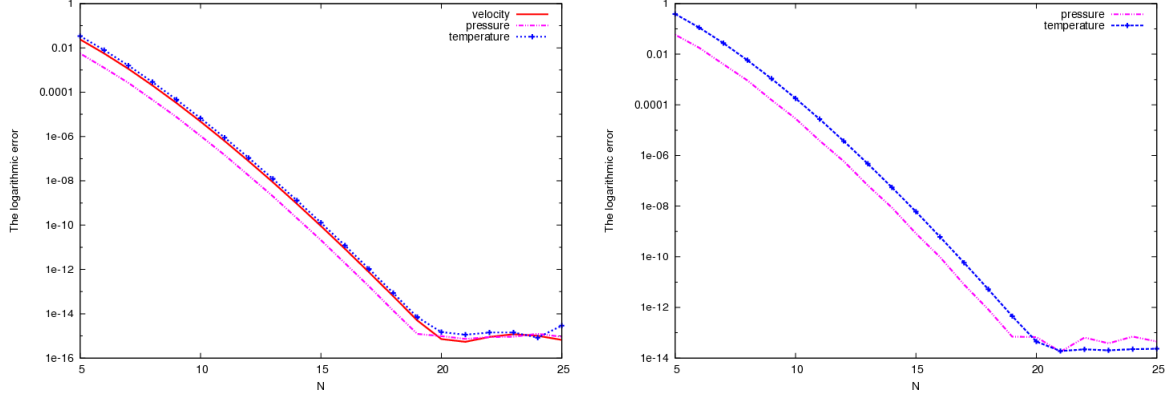 1
0.01
0.0001
1e-06
1e-08
1e-10
1e-12
1e-14
1e-16
5
10
15
20
25
The logarithmic error
N
velocity
pressure
temperature
1
0.01
0.0001
1e-06
1e-08
1e-10
1e-12
1e-14
5
10
15
20
25
The logarithmic error
N
pressure
temperature